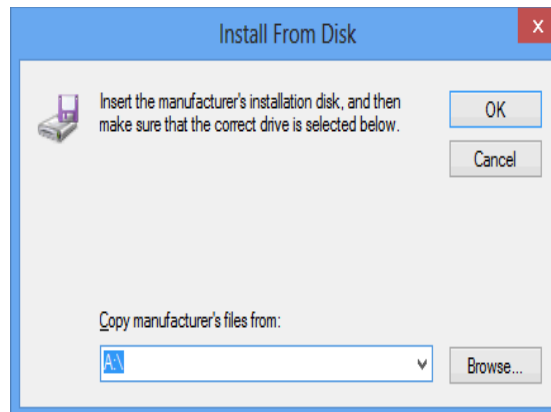 Install From Disk
x
Insert the manufacturer's installation disk, and then
make sure that the correct drive is selected below.
OK
Cancel
Copy manufacturer's files from:
A:\
Browse...